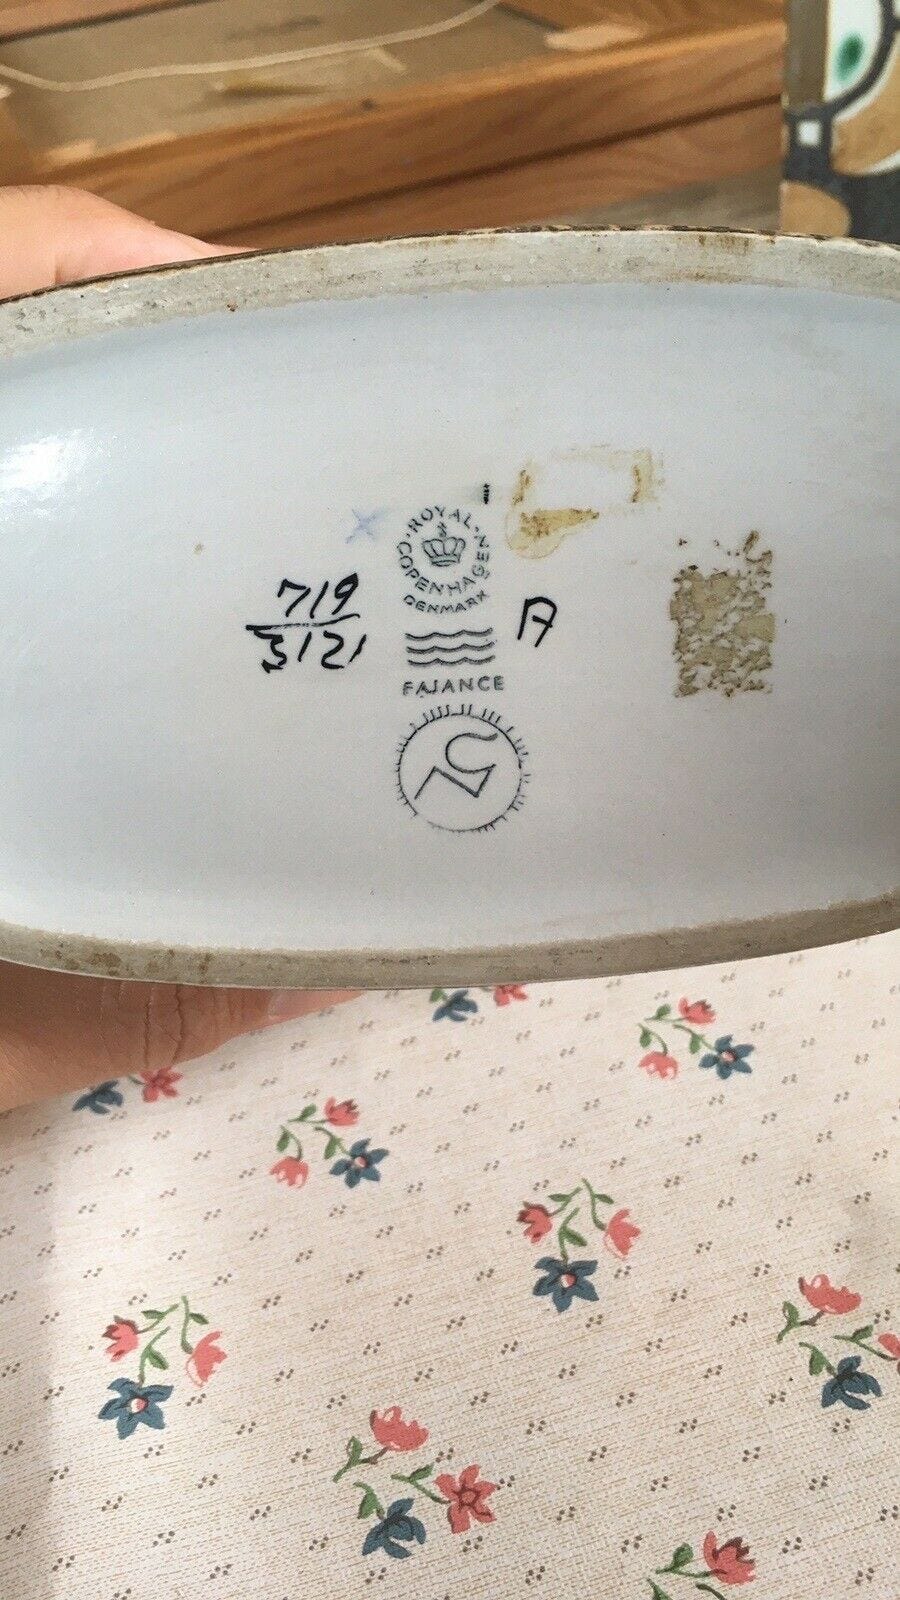 ROYAL COPENHAGEN
DENMARK
719
3121
A
FAJANCE